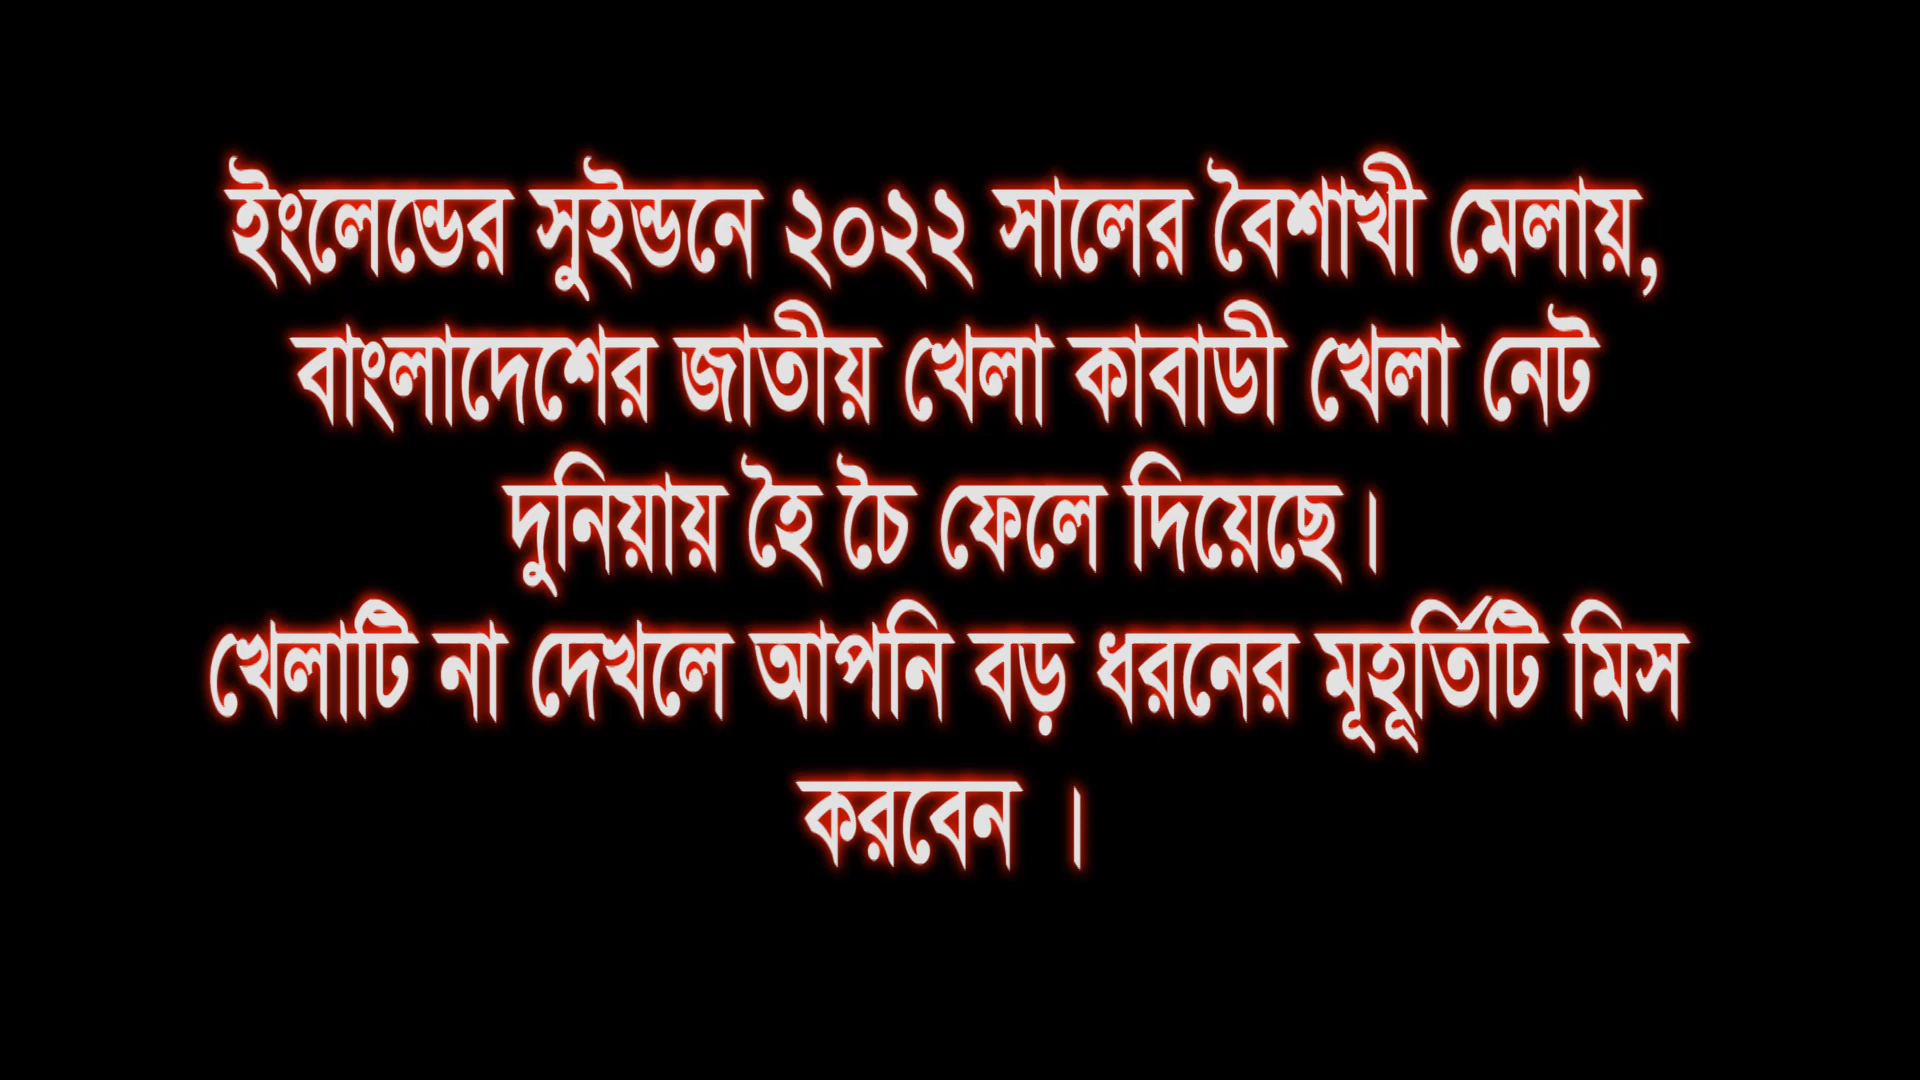 ইংলেন্ডের সুইন্ডনে ২০২২ সালের বৈশাখী মেলায়,
বাংলাদেশের জাতীয় খেলা কাবাডী খেলা নেট
দুনিয়ায় হৈ চৈ ফেলে দিয়েছে।
খেলাটি না দেখলে আপনি বড় ধরনের মূহূর্তিটি মিস
করবেন ।